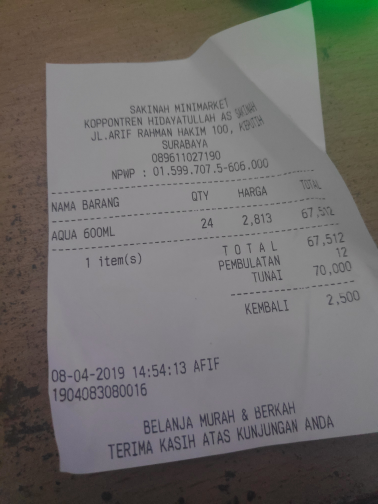 SAKINAH MINIMARKET
KOPPONTREN HIDAYATULLAH AS SAKINAH
JL.ARIF RAHMAN HAKIM 100, KEPUTIH
SURABAYA
089611027190
NPWP : 01.599.707.5-606.000
NAMA BARANG QTY HARGA TOTAL
AQUA 600ML 24 2,813 67,512
1 item(s) T O T A L 67,512
PEMBULATAN 12
TUNAI 70,000
KEMBALI 2,500
08-04-2019 14:54:13 AFIF
1904083080016
BELANJA MURAH & BERKAH
TERIMA KASIH ATAS KUNJUNGAN ANDA